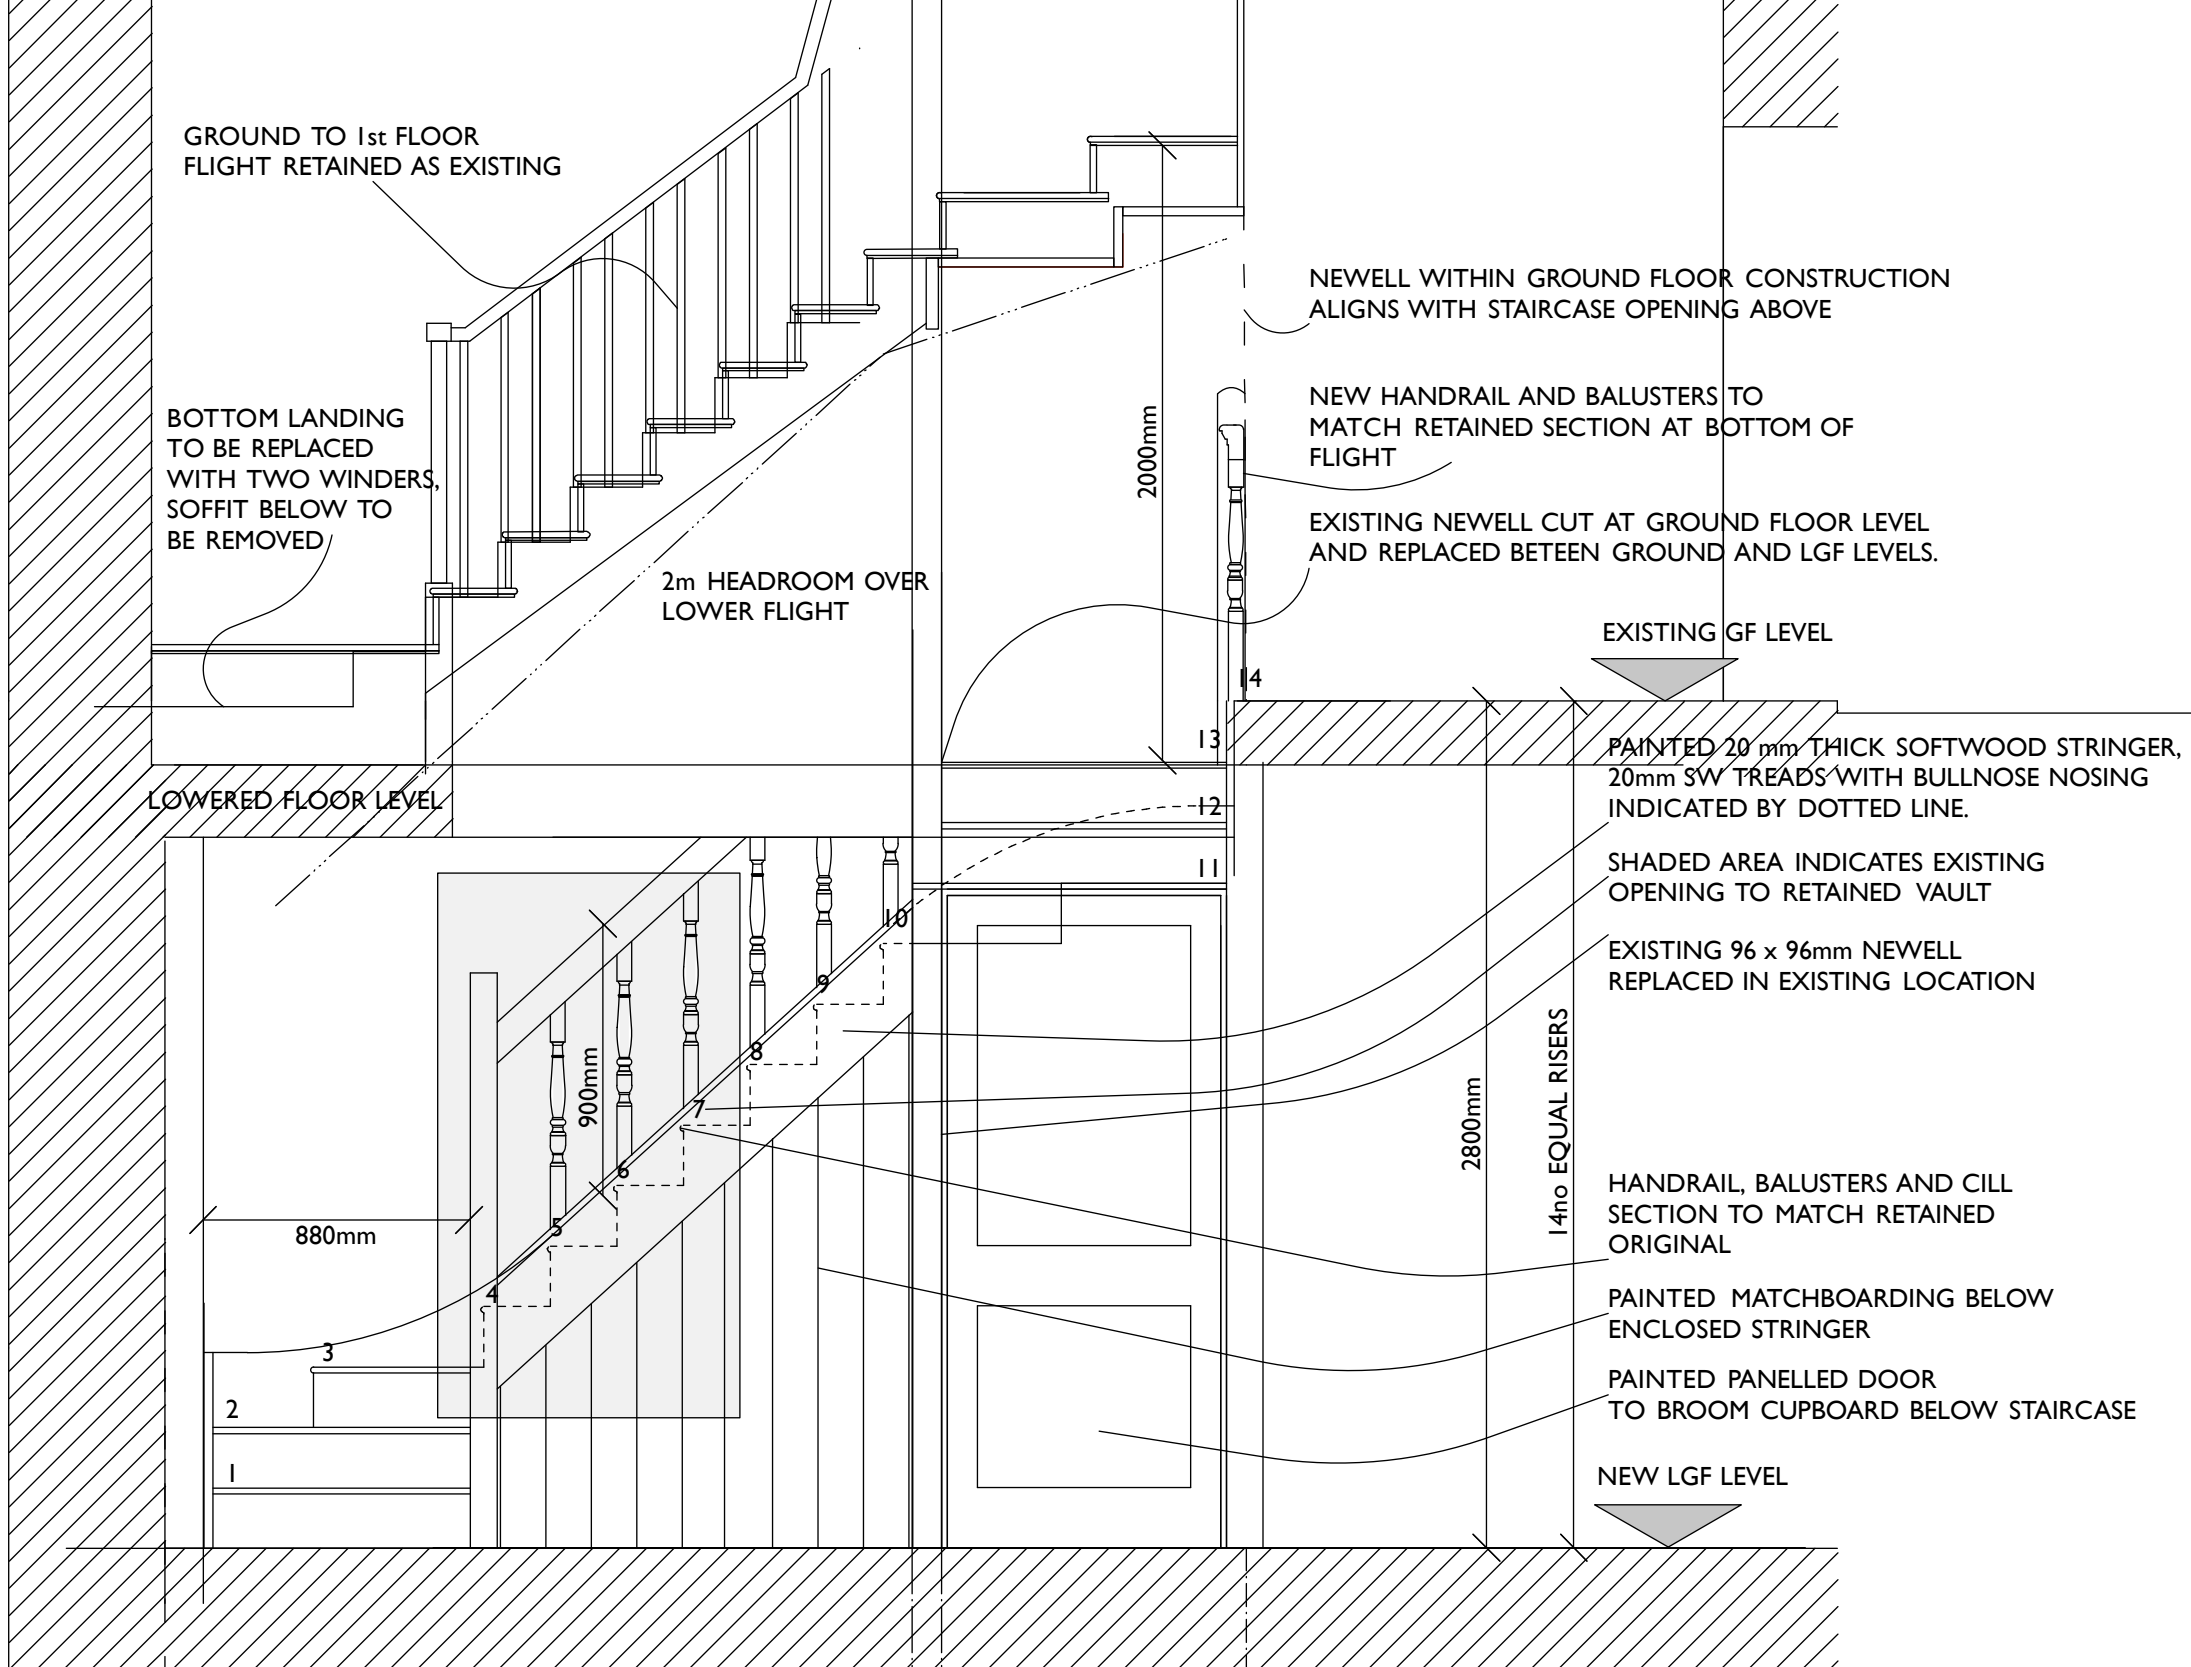 GROUND TO 1st FLOOR
FLIGHT RETAINED AS EXISTING
BOTTOM LANDING
TO BE REPLACED
WITH TWO WINDERS,
SOFFIT BELOW TO
BE REMOVED
2m HEADROOM OVER
LOWER FLIGHT
2000mm
NEWELL WITHIN GROUND FLOOR CONSTRUCTION
ALIGNS WITH STAIRCASE OPENING ABOVE
NEW HANDRAIL AND BALUSTERS TO
MATCH RETAINED SECTION AT BOTTOM OF
FLIGHT
EXISTING NEWELL CUT AT GROUND FLOOR LEVEL
AND REPLACED BETEEN GROUND AND LGF LEVELS.
EXISTING GF LEVEL
14
13
12
11
10
9
8
7
6
5
4
3
2
1
LOWERED FLOOR LEVEL
900mm
880mm
2800mm
14no EQUAL RISERS
PAINTED 20 mm THICK SOFTWOOD STRINGER,
20mm SW TREADS WITH BULLNOSE NOSING
INDICATED BY DOTTED LINE.
SHADED AREA INDICATES EXISTING
OPENING TO RETAINED VAULT
EXISTING 96 x 96mm NEWELL
REPLACED IN EXISTING LOCATION
HANDRAIL, BALUSTERS AND CILL
SECTION TO MATCH RETAINED
ORIGINAL
PAINTED MATCHBOARDING BELOW
ENCLOSED STRINGER
PAINTED PANELLED DOOR
TO BROOM CUPBOARD BELOW STAIRCASE
NEW LGF LEVEL